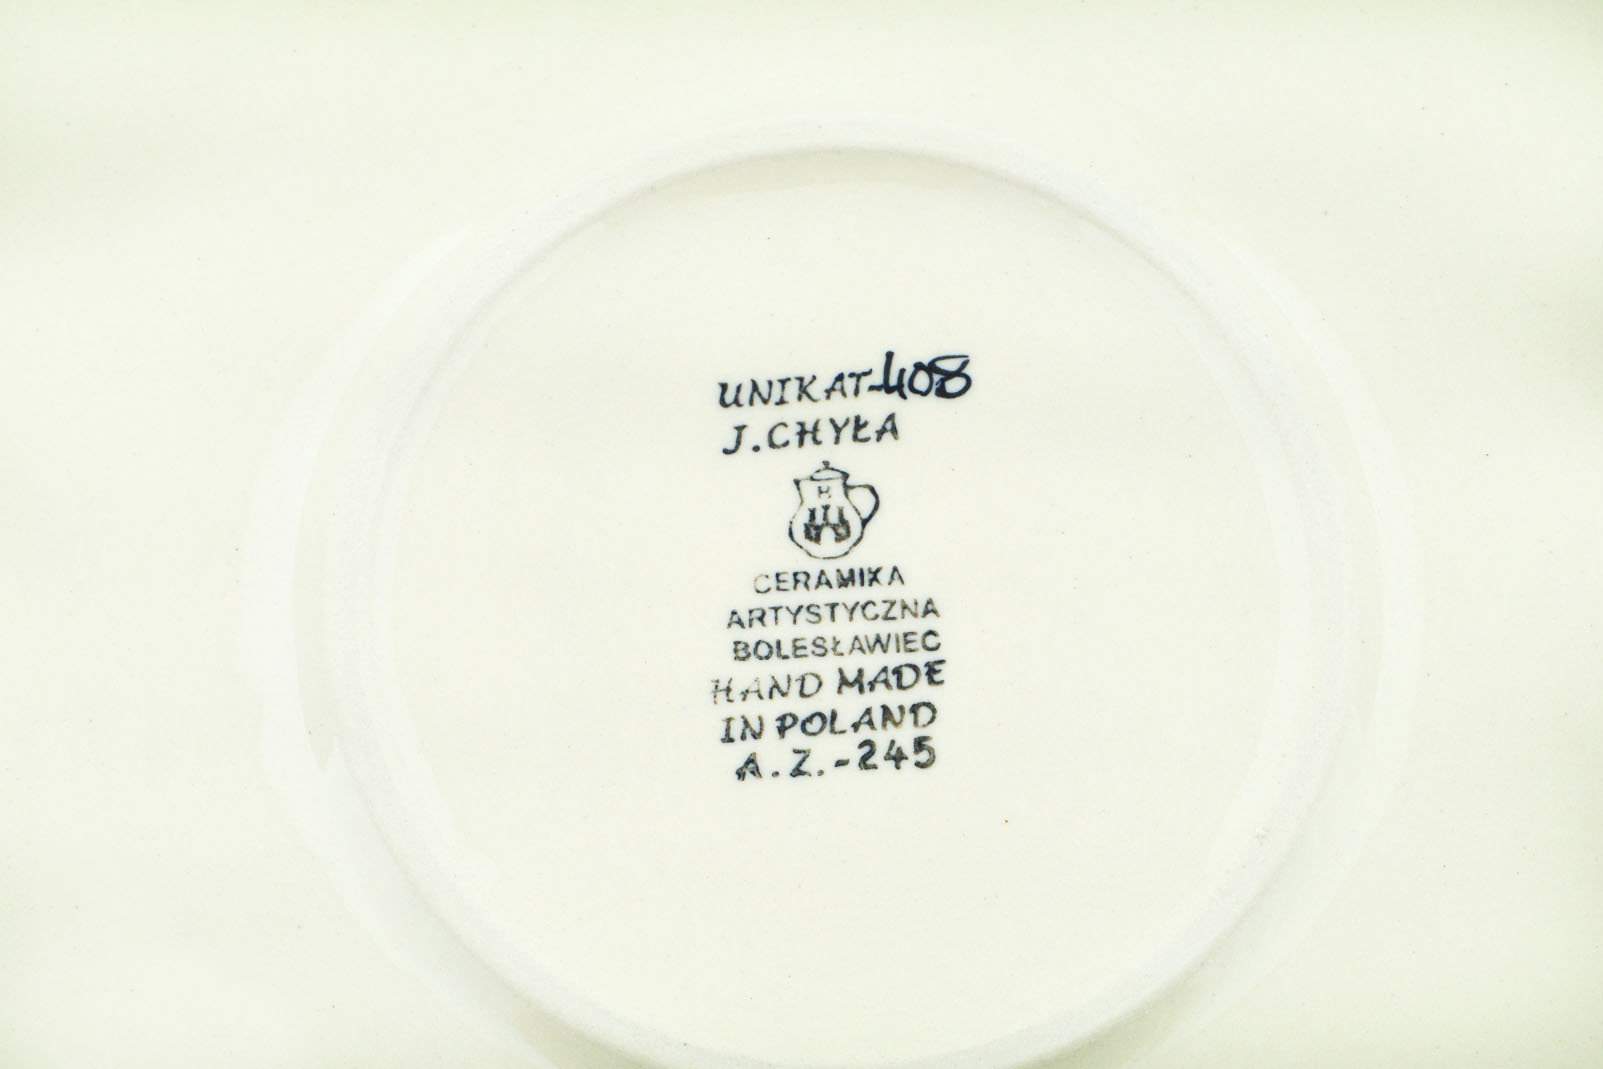 UNIKAT-408
J.CHYŁA
B
CERAMIKA
ARTYSTYCZNA
BOLESŁAWIEC
HAND MADE
IN POLAND
A.Z.-245